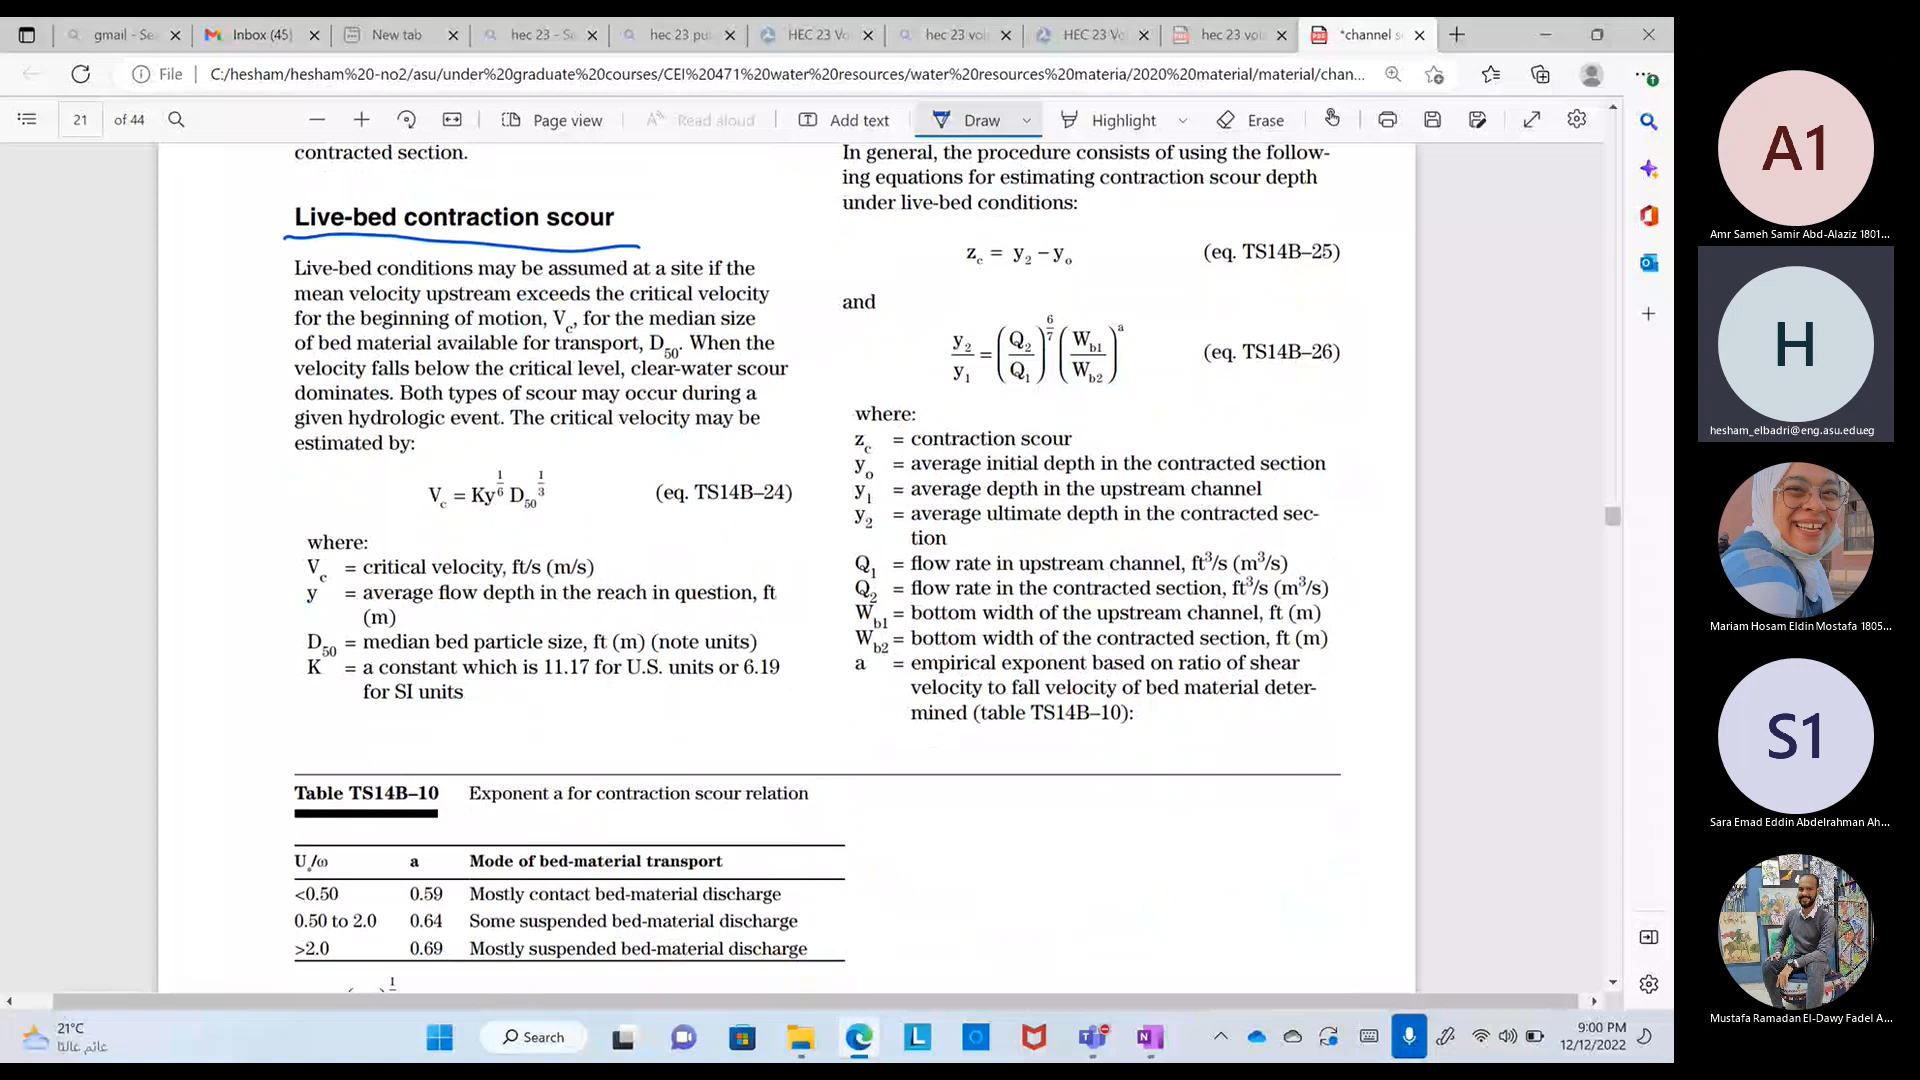 gmail - Se
Inbox (45)
New tab
hec 23 - S
hec 23 pu
HEC 23 Vo
hec 23 vol
HEC 23 Vo
hec 23 vol
*channel s
File
C:/hesham/hesham%20-no2/asu/under%20graduate%20courses/CEI%20471%20water%20resources/water%20resources%20materia/2020%20material/material/chan...
21 of 44
Page view
Read aloud
Add text
Draw
Highlight
Erase
contracted section.
Live-bed contraction scour
Live-bed conditions may be assumed at a site if the
mean velocity upstream exceeds the critical velocity
for the beginning of motion, V_c, for the median size
of bed material available for transport, D_50. When the
velocity falls below the critical level, clear-water scour
dominates. Both types of scour may occur during a
given hydrologic event. The critical velocity may be
estimated by:
V_c = Ky^(1/6) D_50^(1/3) (eq. TS14B–24)
where:
V_c = critical velocity, ft/s (m/s)
y = average flow depth in the reach in question, ft
(m)
D_50 = median bed particle size, ft (m) (note units)
K = a constant which is 11.17 for U.S. units or 6.19
for SI units
In general, the procedure consists of using the follow-
ing equations for estimating contraction scour depth
under live-bed conditions:
z_c = y_2 – y_o (eq. TS14B–25)
and
y_2/y_1 = (Q_2/Q_1)^(6/7) (W_b1/W_b2)^a (eq. TS14B–26)
where:
z_c = contraction scour
y_o = average initial depth in the contracted section
y_1 = average depth in the upstream channel
y_2 = average ultimate depth in the contracted sec-
tion
Q_1 = flow rate in upstream channel, ft³/s (m³/s)
Q_2 = flow rate in the contracted section, ft³/s (m³/s)
W_b1 = bottom width of the upstream channel, ft (m)
W_b2 = bottom width of the contracted section, ft (m)
a = empirical exponent based on ratio of shear
velocity to fall velocity of bed material deter-
mined (table TS14B–10):
Table TS14B–10 Exponent a for contraction scour relation
U_*/ω a Mode of bed-material transport
<0.50 0.59 Mostly contact bed-material discharge
0.50 to 2.0 0.64 Some suspended bed-material discharge
>2.0 0.69 Mostly suspended bed-material discharge
1
A1
Amr Sameh Samir Abd-Alaziz 1801...
H
hesham_elbadri@eng.asu.edu.eg
Mariam Hosam Eldin Mostafa 1805...
S1
Sara Emad Eddin Abdelrahman Ah...
Mustafa Ramadan El-Dawy Fadel A...
21°C
غائم غالبًا
Search
9:00 PM
12/12/2022